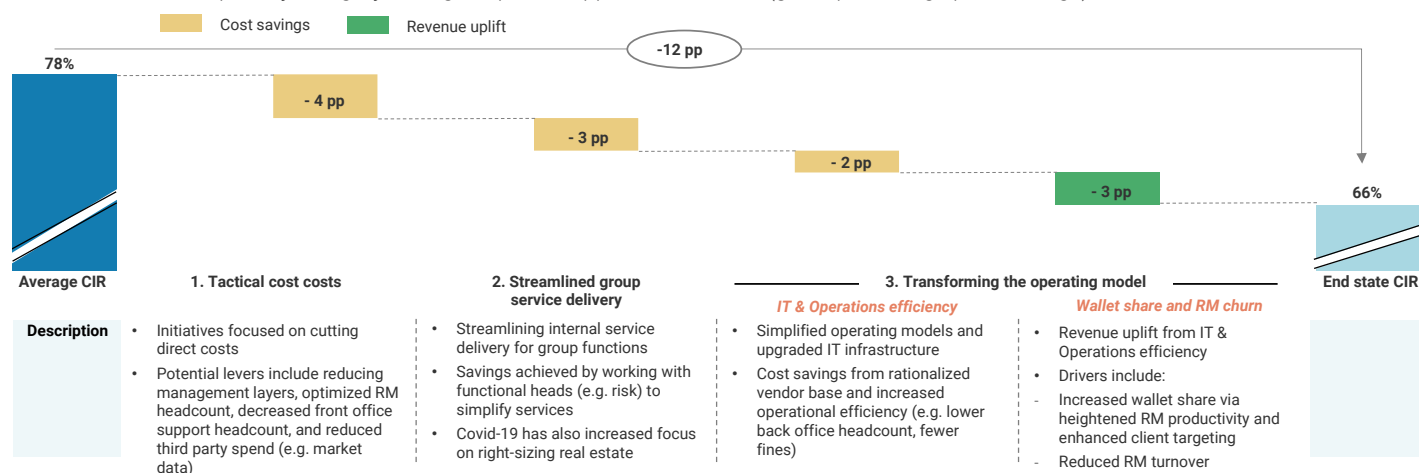 Cost savings
Revenue uplift
-12 pp
78%
- 4 pp
- 3 pp
- 2 pp
- 3 pp
66%
Average CIR
1. Tactical cost costs
2. Streamlined group
service delivery
3. Transforming the operating model
End state CIR
IT & Operations efficiency
Wallet share and RM churn
Description
• Initiatives focused on cutting
direct costs
• Potential levers include reducing
management layers, optimized RM
headcount, decreased front office
support headcount, and reduced
third party spend (e.g. market
data)
• Streamlining internal service
delivery for group functions
• Savings achieved by working with
functional heads (e.g. risk) to
simplify services
• Covid-19 has also increased focus
on right-sizing real estate
• Simplified operating models and
upgraded IT infrastructure
• Cost savings from rationalized
vendor base and increased
operational efficiency (e.g. lower
back office headcount, fewer
fines)
• Revenue uplift from IT &
Operations efficiency
• Drivers include:
- Increased wallet share via
heightened RM productivity and
enhanced client targeting
- Reduced RM turnover